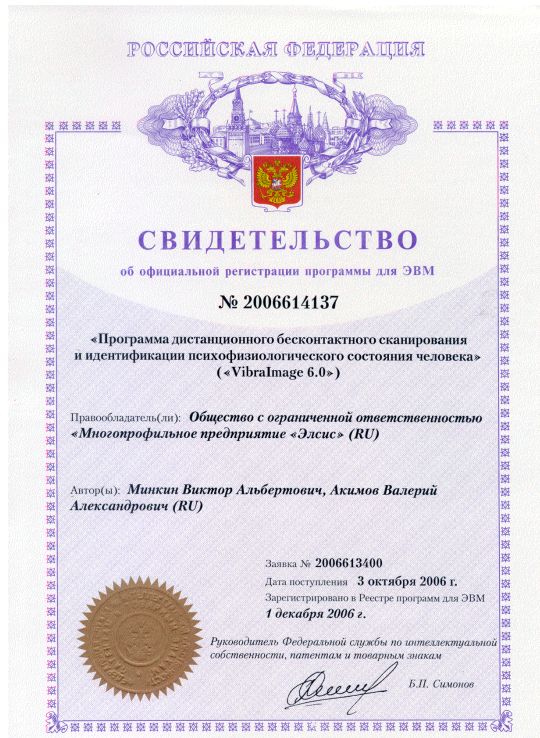 РОССИЙСКАЯ ФЕДЕРАЦИЯ
СВИДЕТЕЛЬСТВО
об официальной регистрации программы для ЭВМ
№ 2006614137
«Программа дистанционного бесконтактного сканирования
и идентификации психофизиологического состояния человека»
(«VibraImage 6.0»)
Правообладатель(ли): Общество с ограниченной ответственностью
«Многопрофильное предприятие «Элсис» (RU)
Автор(ы): Минкин Виктор Альбертович, Акимов Валерий
Александрович (RU)
Заявка № 2006613400
Дата поступления 3 октября 2006 г.
Зарегистрировано в Реестре программ для ЭВМ
1 декабря 2006 г.
Руководитель Федеральной службы по интеллектуальной
собственности, патентам и товарным знакам
Б.П. Симонов